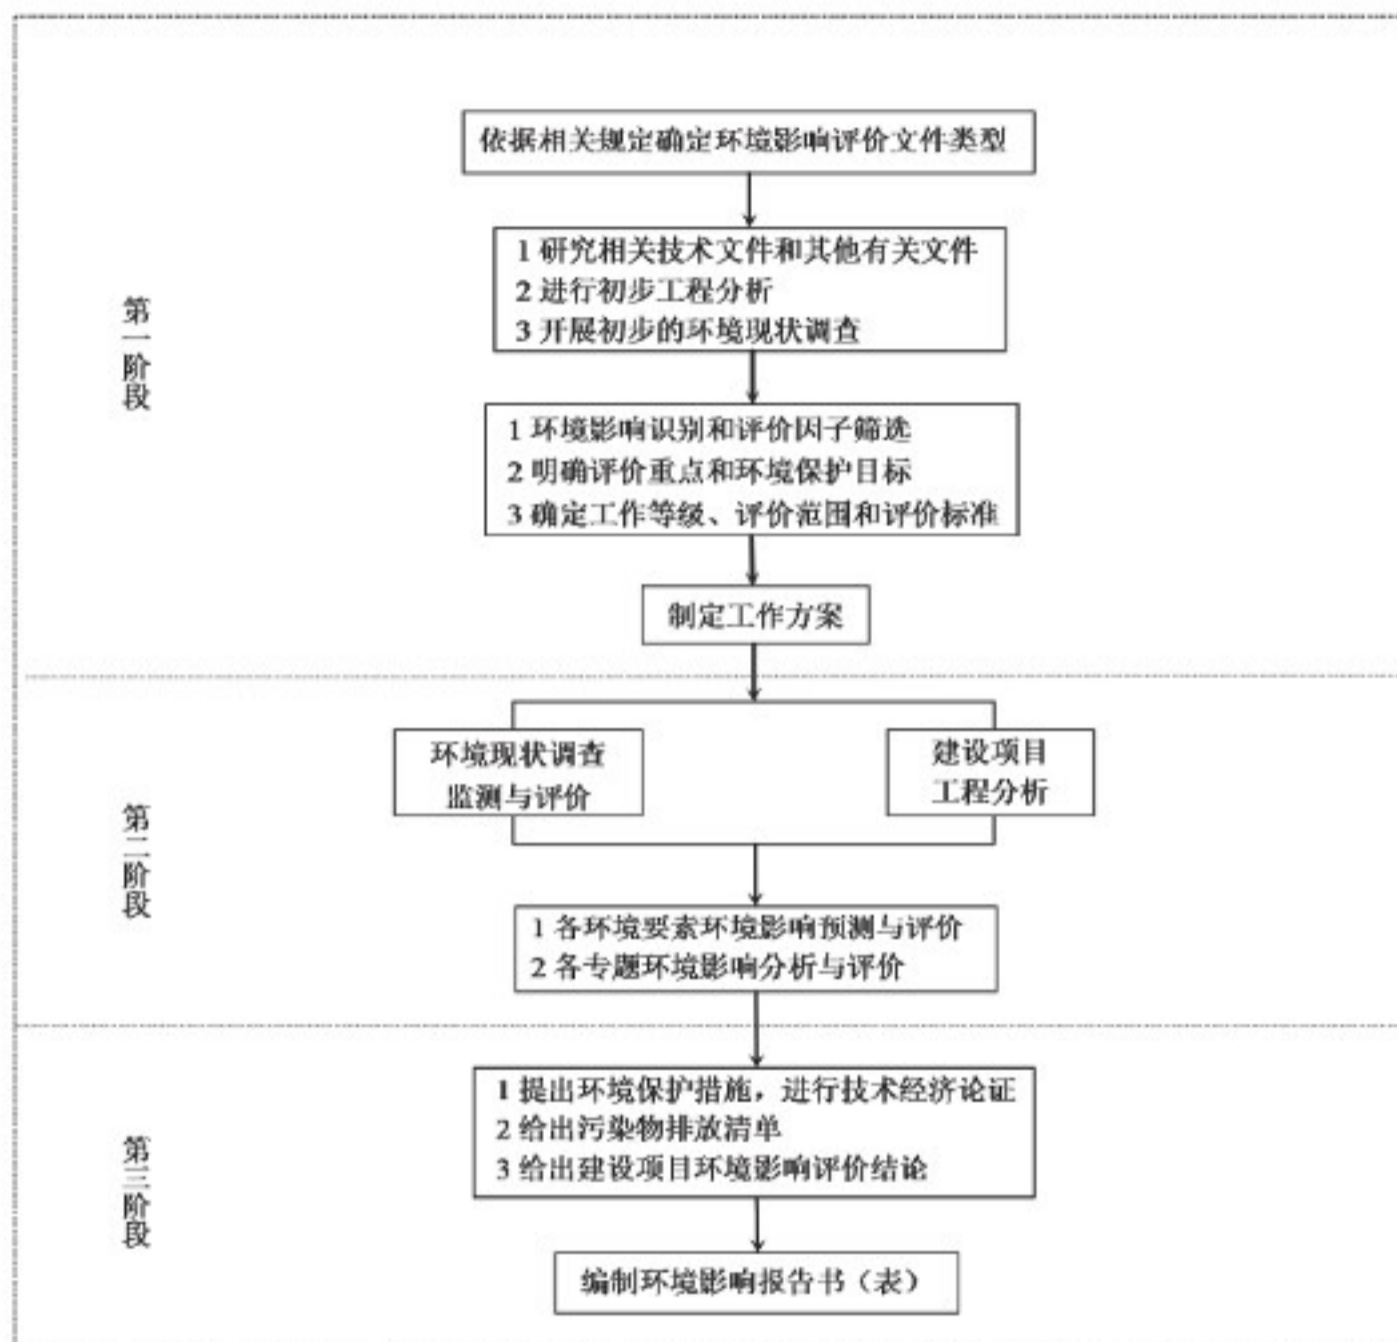 依据相关规定确定环境影响评价文件类型
1 研究相关技术文件和其他有关文件
2 进行初步工程分析
3 开展初步的环境现状调查
第一阶段
1 环境影响识别和评价因子筛选
2 明确评价重点和环境保护目标
3 确定工作等级、评价范围和评价标准
制定工作方案
环境现状调查
监测与评价
建设项目
工程分析
第二阶段
1 各环境要素环境影响预测与评价
2 各专题环境影响分析与评价
1 提出环境保护措施，进行技术经济论证
2 给出污染物排放清单
3 给出建设项目环境影响评价结论
第三阶段
编制环境影响报告书（表）